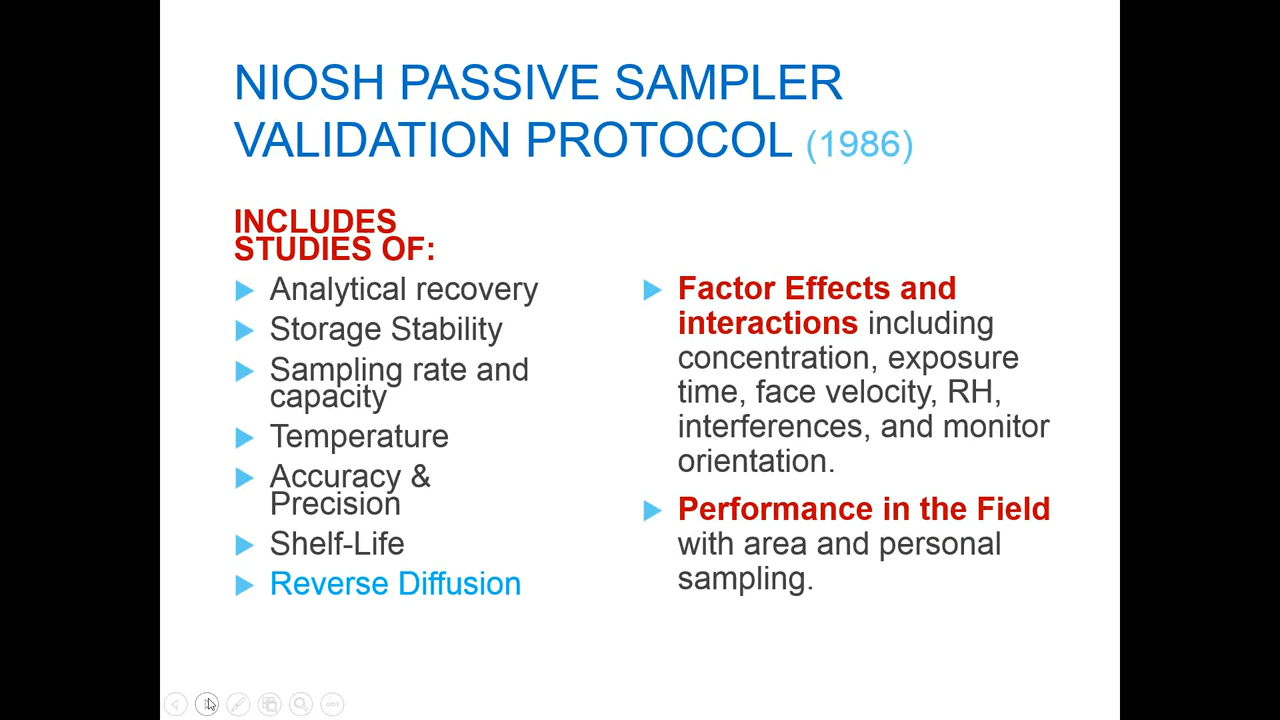 NIOSH PASSIVE SAMPLER
VALIDATION PROTOCOL (1986)
INCLUDES
STUDIES OF:
Analytical recovery
Storage Stability
Sampling rate and
capacity
Temperature
Accuracy &
Precision
Shelf-Life
Reverse Diffusion
Factor Effects and
interactions including
concentration, exposure
time, face velocity, RH,
interferences, and monitor
orientation.
Performance in the Field
with area and personal
sampling.